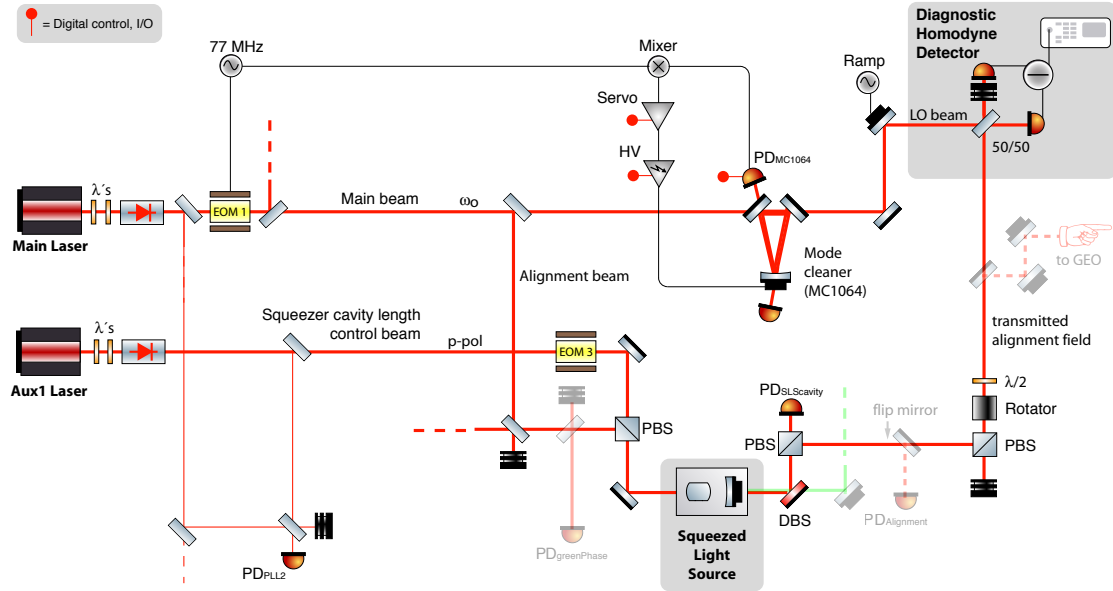 = Digital control, I/O
77 MHz
Mixer
Diagnostic
Homodyne
Detector
Ramp
Servo
LO beam
50/50
HV
PDMC1064
λ´s
EOM 1
Main beam
ωo
Main Laser
to GEO
Mode
cleaner
(MC1064)
Alignment beam
Squeezer cavity length
control beam
λ´s
p-pol
EOM 3
transmitted
alignment field
Aux1 Laser
λ/2
PDSLScavity
Rotator
flip mirror
PBS
PBS
PBS
DBS
PDAlignment
PDgreenPhase
Squeezed
Light
Source
PDPLL2